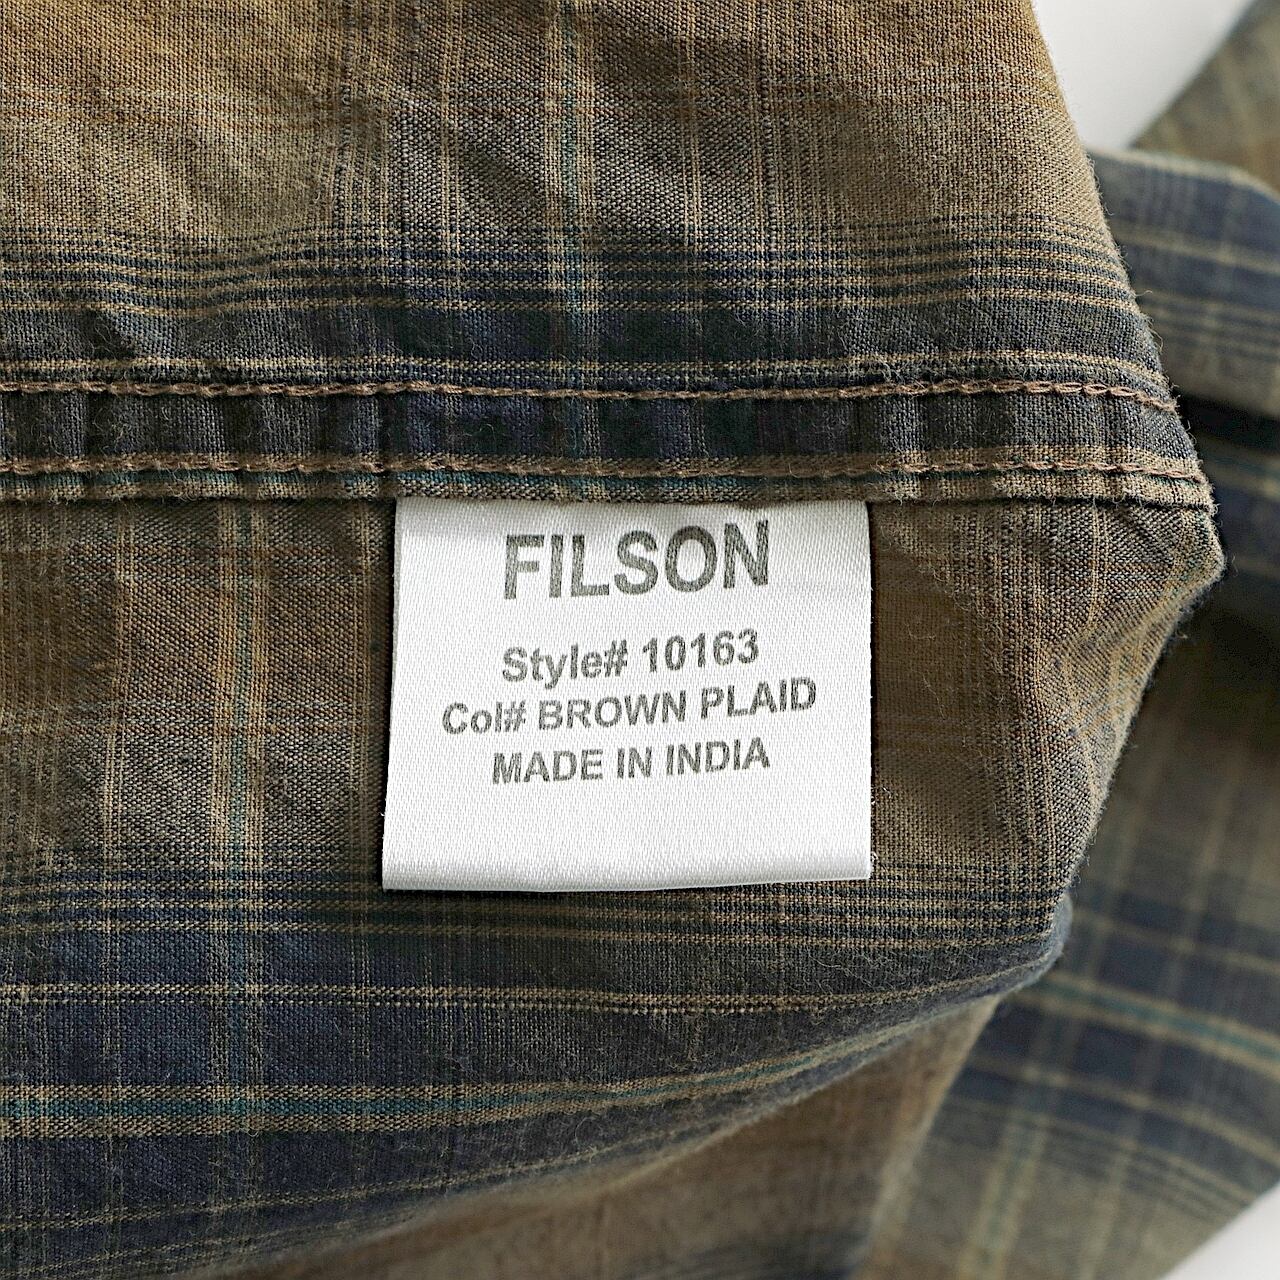 FILSON
Style# 10163
Col# BROWN PLAID
MADE IN INDIA